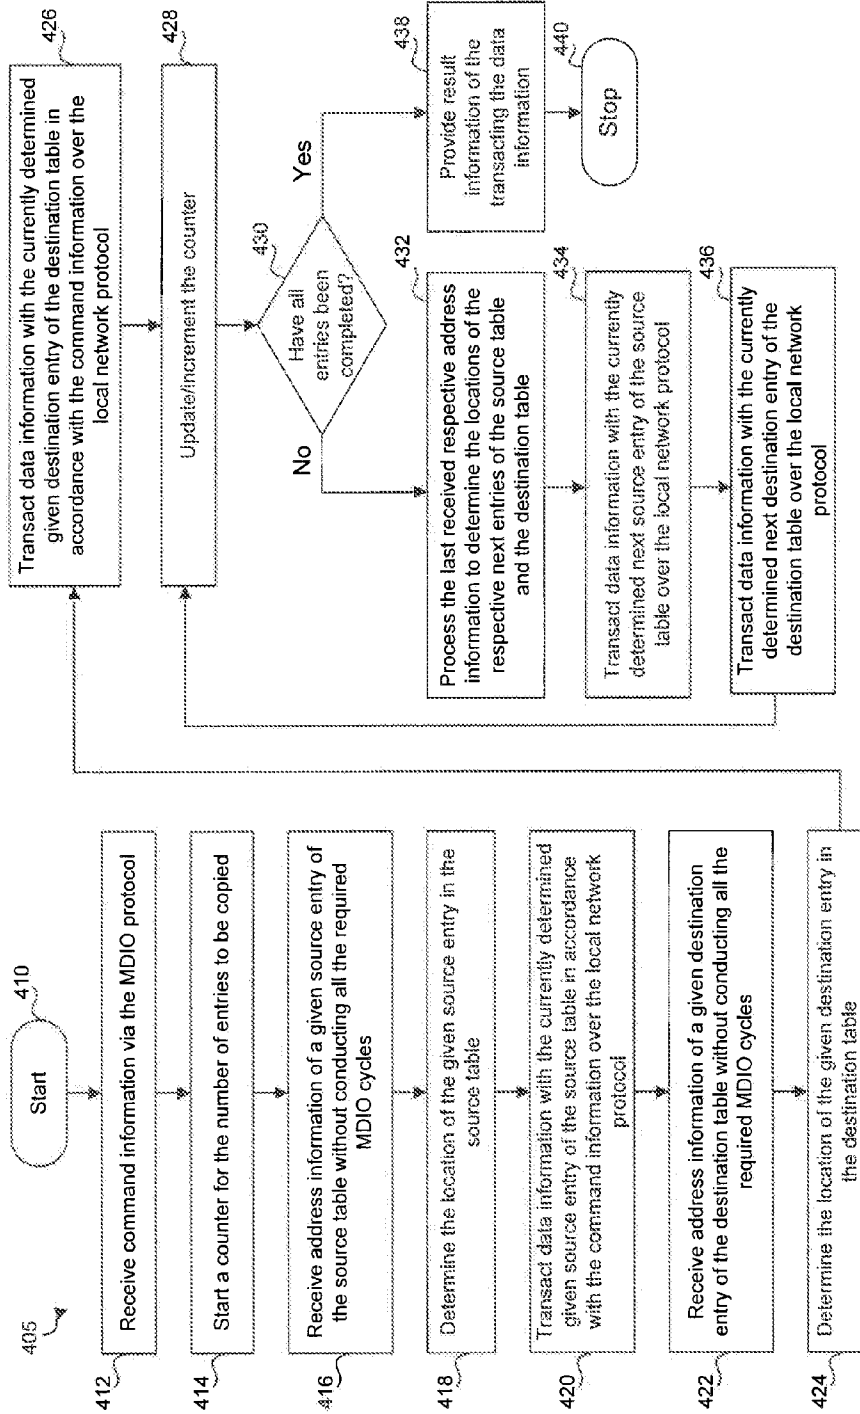 405
Start
410
412
Receive command information via the MDIO protocol
414
Start a counter for the number of entries to be copied
416
Receive address information of a given source entry of
the source table without conducting all the required
MDIO cycles
418
Determine the location of the given source entry in the
source table
420
Transact data information with the currently determined
given source entry of the source table in accordance
with the command information over the local network
protocol
422
Receive address information of a given destination
entry of the destination table without conducting all the
required MDIO cycles
424
Determine the location of the given destination entry in
the destination table
426
Transact data information with the currently determined
given destination entry of the destination table in
accordance with the command information over the
local network protocol
428
Update/increment the counter
430
Have all
entries been
completed?
No
Yes
432
Process the last received respective address
information to determine the locations of the
respective next entries of the source table
and the destination table
434
Transact data information with the currently
determined next source entry of the source
table over the local network protocol
436
Transact data information with the currently
determined next destination entry of the
destination table over the local network
protocol
438
Provide result
information of the
transacting the data
information
440
Stop